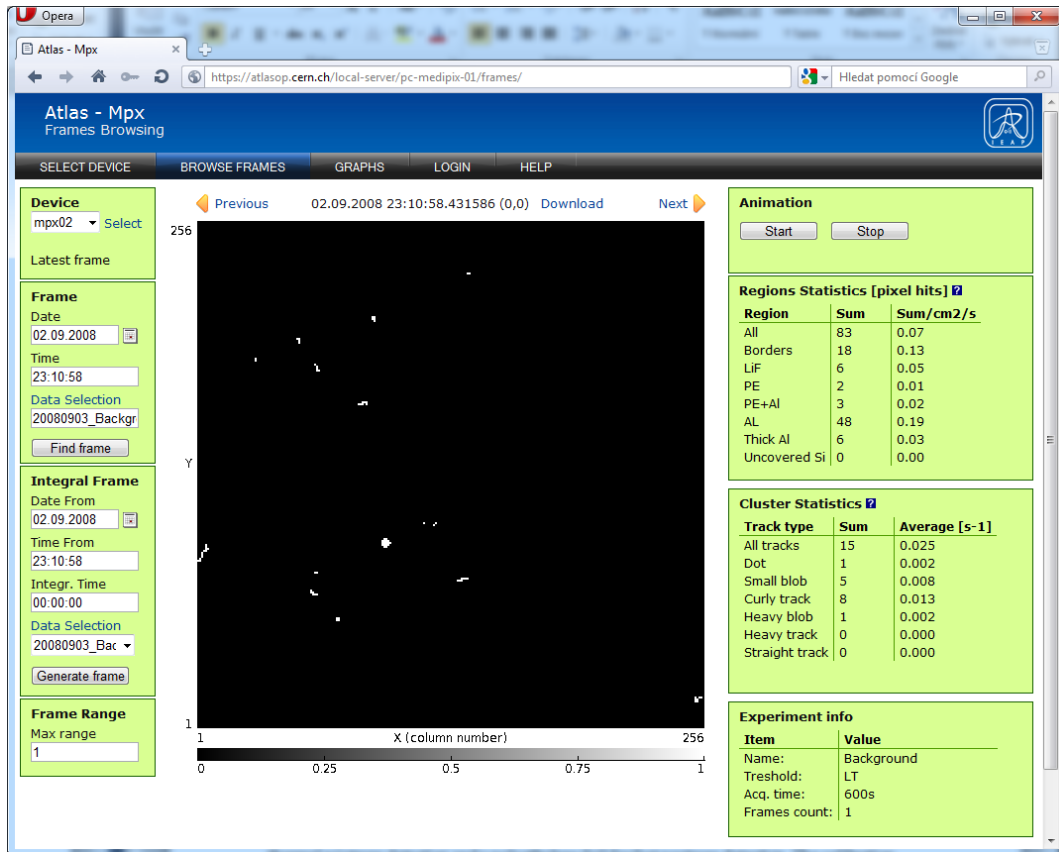 Opera
Atlas - Mpx
https://atlasop.cern.ch/local-server/pc-medipix-01/frames/
Hledat pomocí Google
Atlas - Mpx
Frames Browsing
SELECT DEVICE BROWSE FRAMES GRAPHS LOGIN HELP
Device
mpx02 Select
Latest frame
Frame
Date
02.09.2008
Time
23:10:58
Data Selection
20080903_Backgr
Find frame
Integral Frame
Date From
02.09.2008
Time From
23:10:58
Integr. Time
00:00:00
Data Selection
20080903_Bac
Generate frame
Frame Range
Max range
1
Previous 02.09.2008 23:10:58.431586 (0,0) Download Next
256
Y
1
1 X (column number) 256
0 0.25 0.5 0.75 1
Animation
Start Stop
Regions Statistics [pixel hits] ?
Region Sum Sum/cm2/s
All 83 0.07
Borders 18 0.13
LiF 6 0.05
PE 2 0.01
PE+Al 3 0.02
AL 48 0.19
Thick Al 6 0.03
Uncovered Si 0 0.00
Cluster Statistics ?
Track type Sum Average [s-1]
All tracks 15 0.025
Dot 1 0.002
Small blob 5 0.008
Curly track 8 0.013
Heavy blob 1 0.002
Heavy track 0 0.000
Straight track 0 0.000
Experiment info
Item Value
Name: Background
Treshold: LT
Acq. time: 600s
Frames count: 1